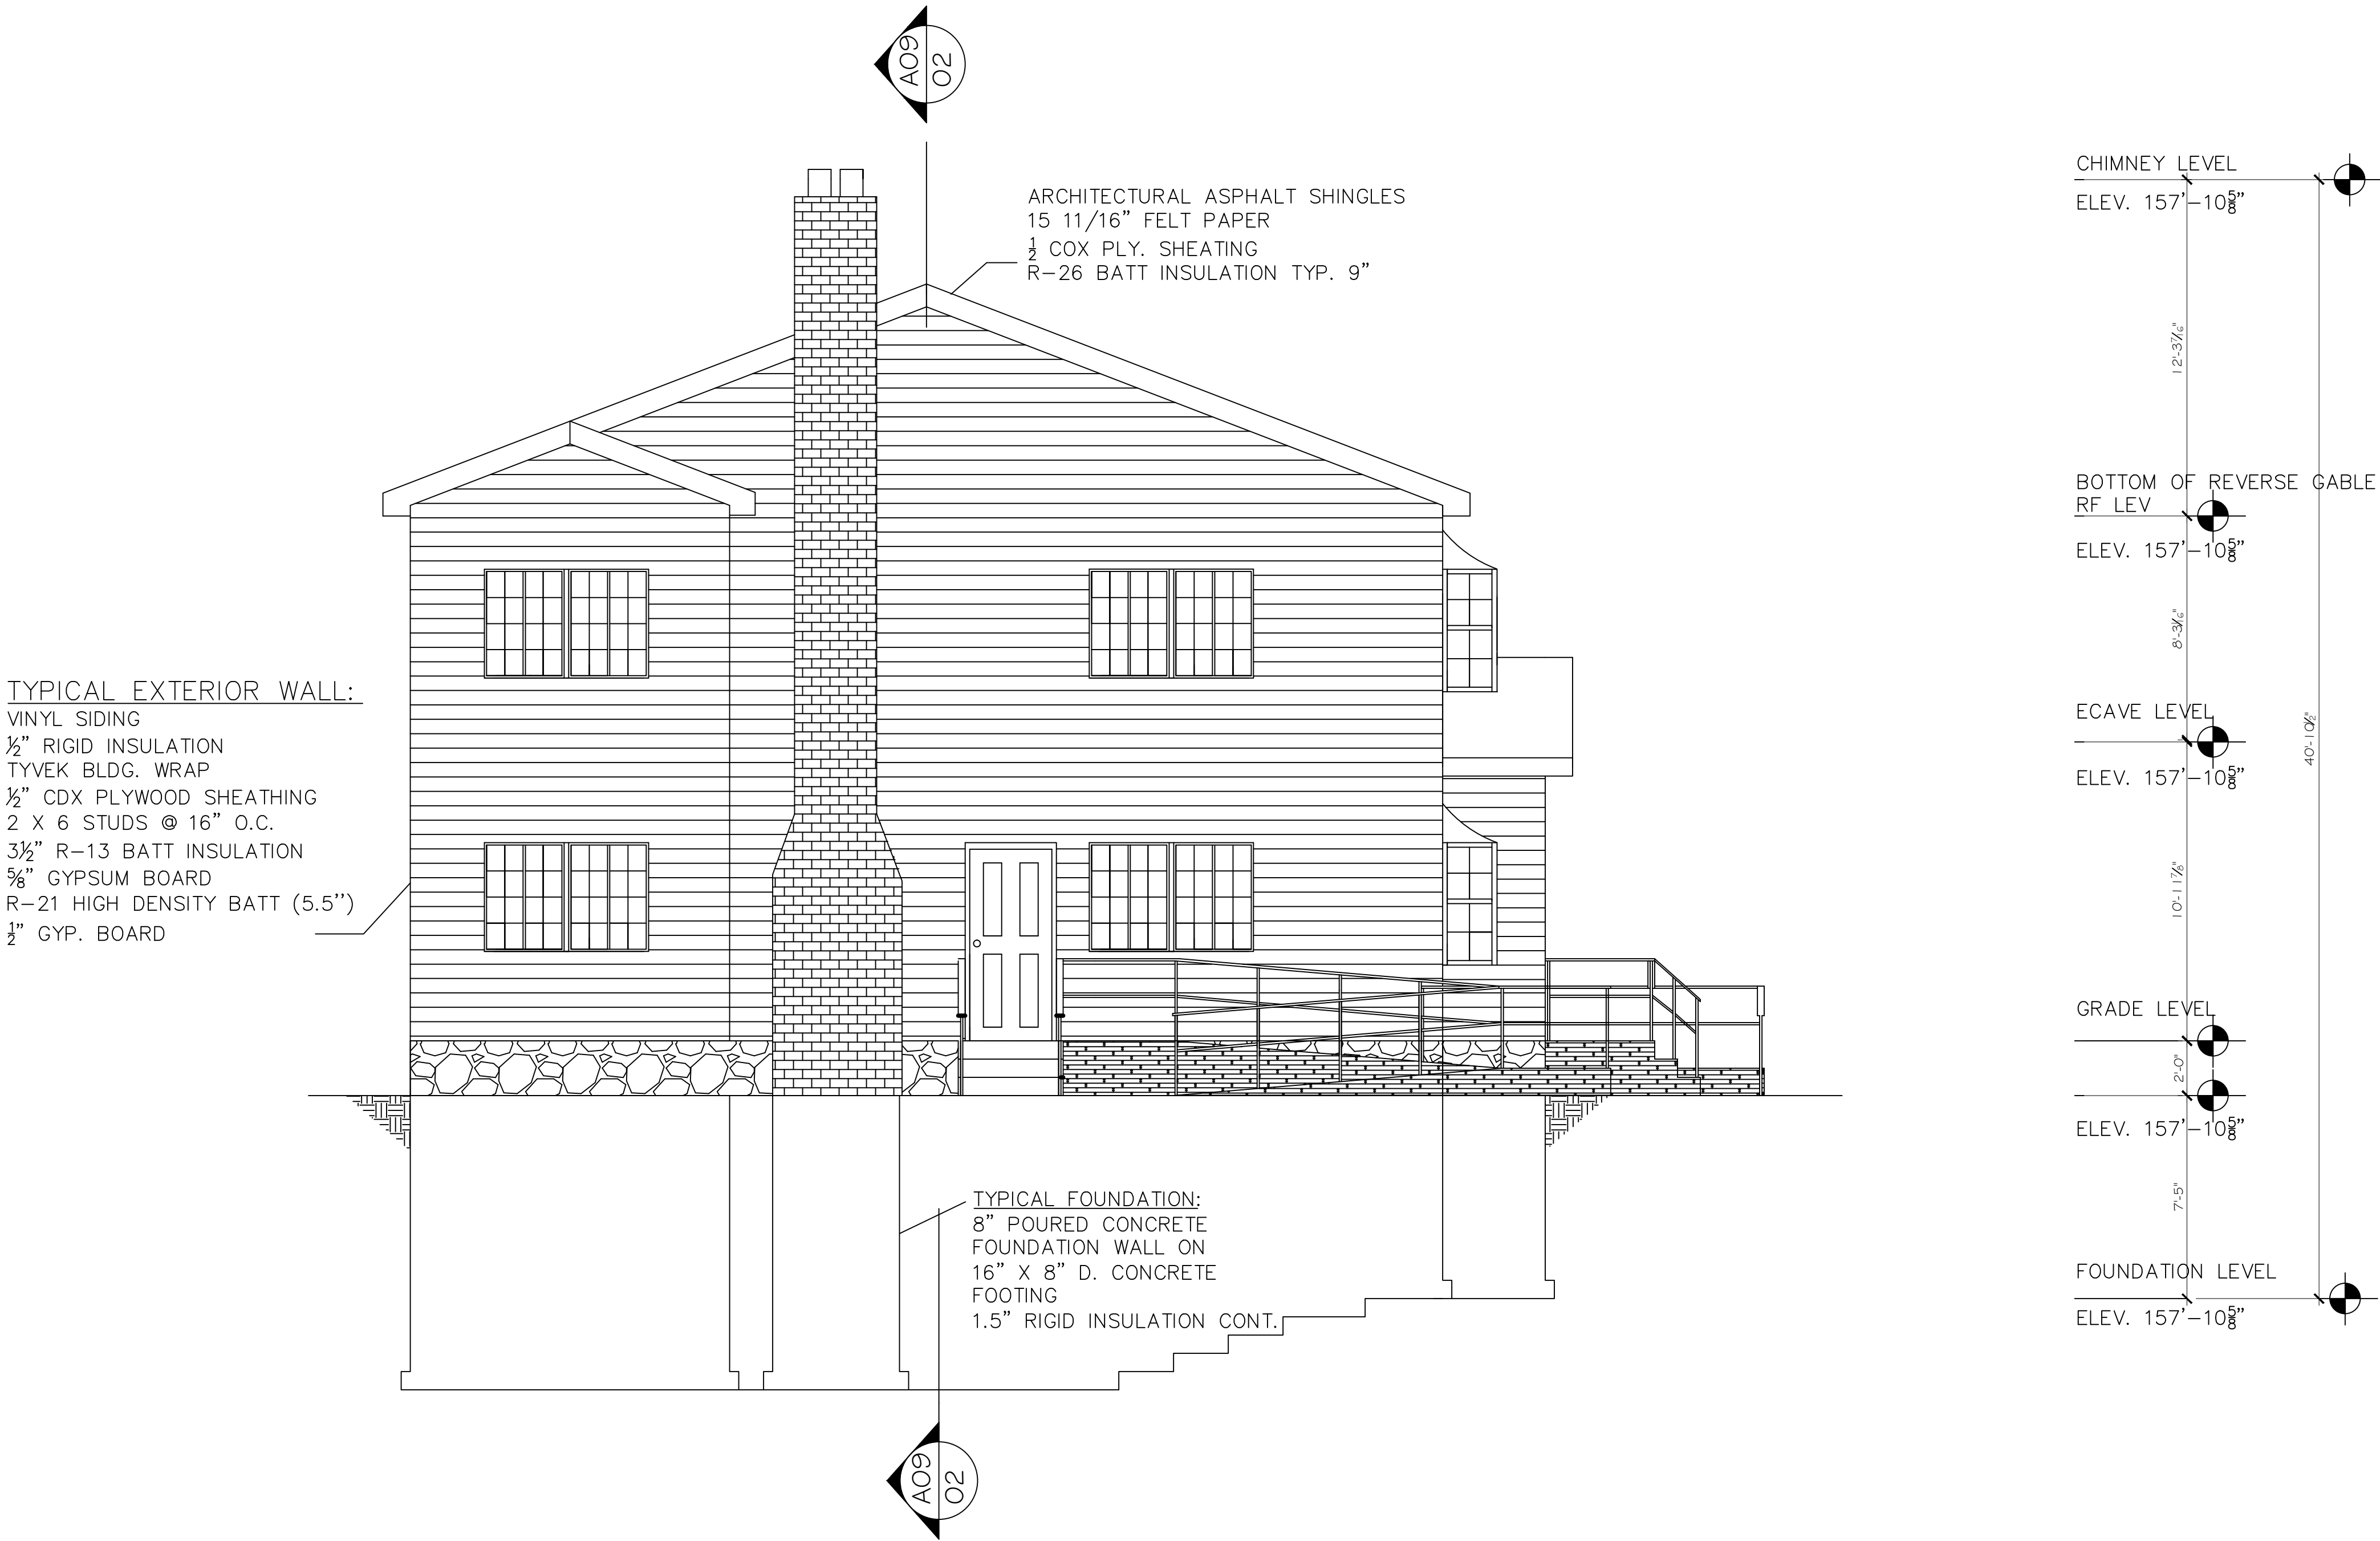 A09
02
ARCHITECTURAL ASPHALT SHINGLES
15 11/16” FELT PAPER
½ COX PLY. SHEATING
R-26 BATT INSULATION TYP. 9”
TYPICAL EXTERIOR WALL:
VINYL SIDING
½” RIGID INSULATION
TYVEK BLDG. WRAP
½” CDX PLYWOOD SHEATHING
2 X 6 STUDS @ 16” O.C.
3½” R-13 BATT INSULATION
⅝” GYPSUM BOARD
R-21 HIGH DENSITY BATT (5.5’’)
½” GYP. BOARD
TYPICAL FOUNDATION:
8” POURED CONCRETE
FOUNDATION WALL ON
16” X 8” D. CONCRETE
FOOTING
1.5” RIGID INSULATION CONT.
A09
02
CHIMNEY LEVEL
ELEV. 157’-10⅝”
12'-3⁷⁄₁₆"
BOTTOM OF REVERSE GABLE
RF LEV
ELEV. 157’-10⅝”
8'-3³⁄₁₆"
ECAVE LEVEL
40'-10½"
ELEV. 157’-10⅝”
10'-11⅞"
GRADE LEVEL
2'-0"
ELEV. 157’-10⅝”
7'-5"
FOUNDATION LEVEL
ELEV. 157’-10⅝”